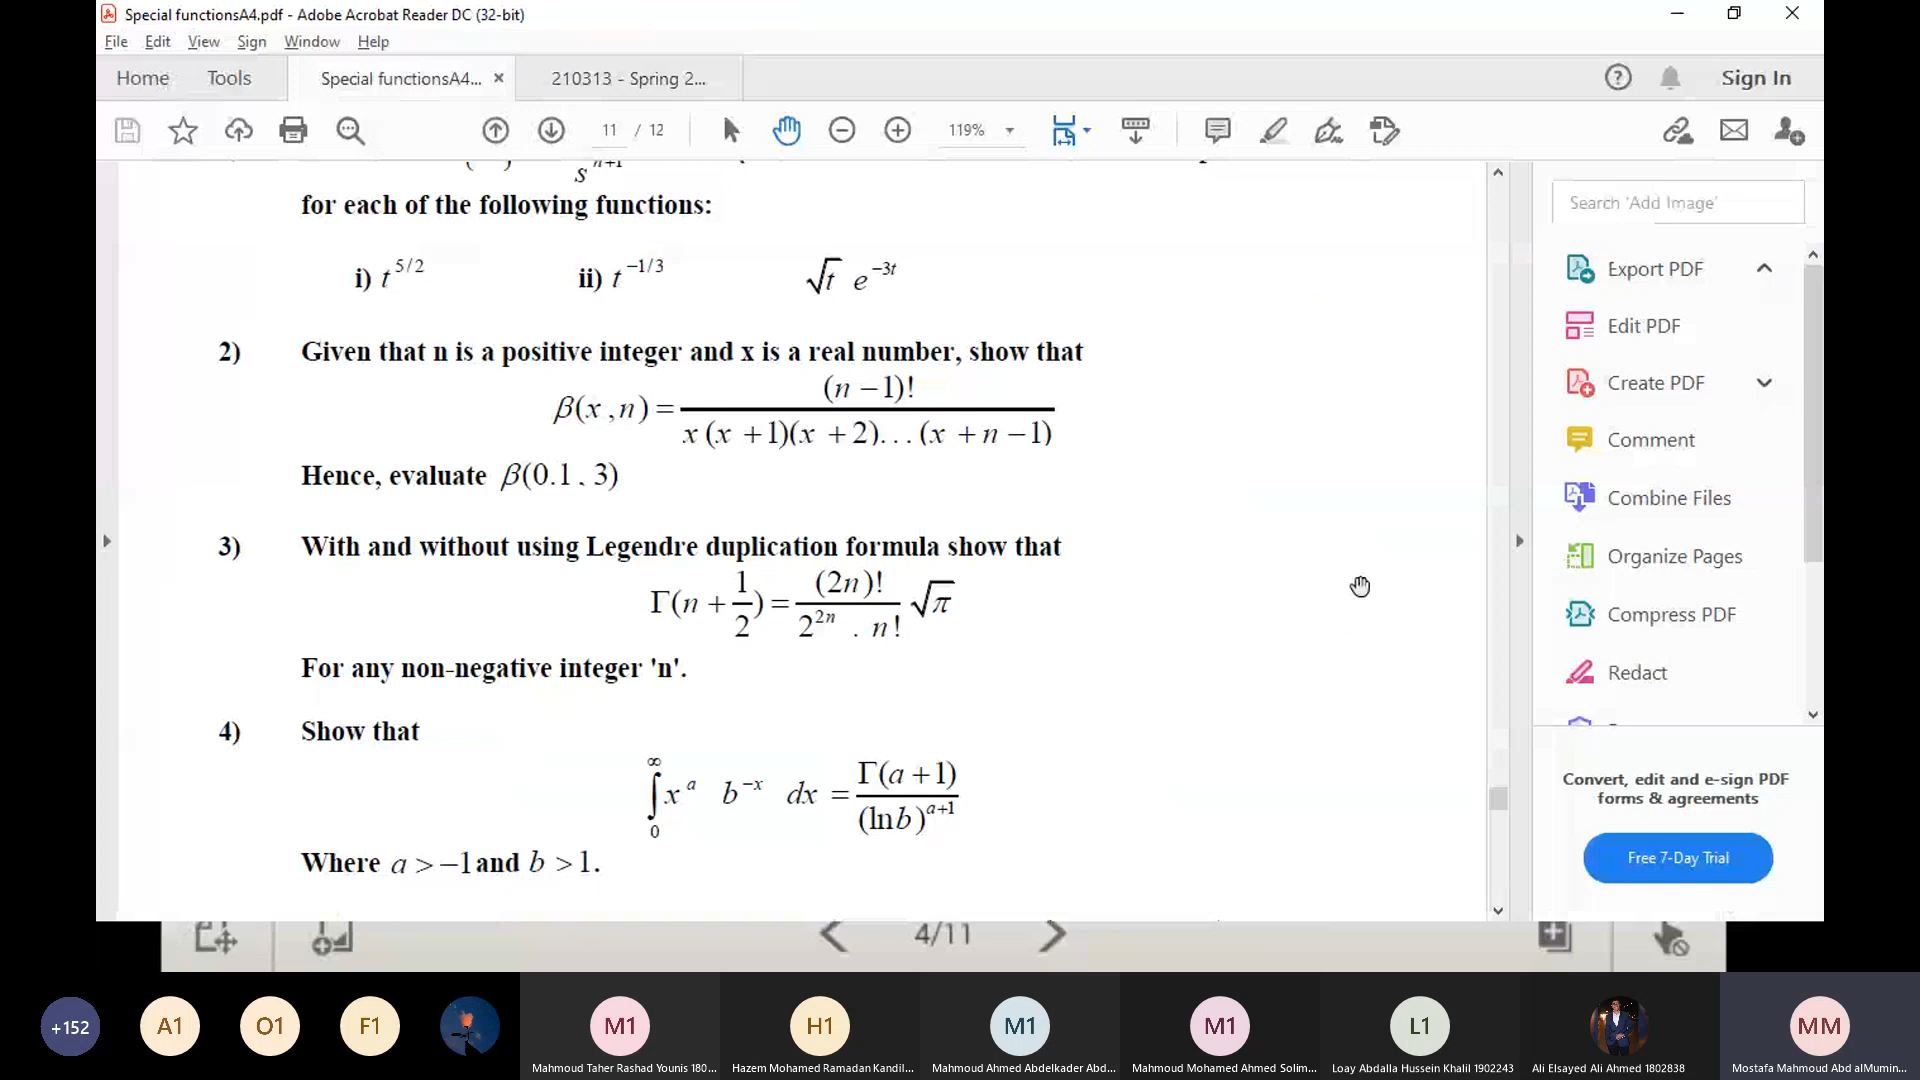 Special functionsA4.pdf - Adobe Acrobat Reader DC (32-bit)
File Edit View Sign Window Help
Home Tools Special functionsA4... × 210313 - Spring 2... Sign In
11 / 12 119%
s^{n+1}
for each of the following functions:
i) t^{5/2} ii) t^{-1/3} √t e^{-3t}
2) Given that n is a positive integer and x is a real number, show that
β(x, n) = (n-1)! / x(x+1)(x+2)...(x+n-1)
Hence, evaluate β(0.1, 3)
3) With and without using Legendre duplication formula show that
Γ(n + 1/2) = (2n)! / 2^{2n} . n! √π
For any non-negative integer 'n'.
4) Show that
∫_0^∞ x^a b^{-x} dx = Γ(a+1) / (ln b)^{a+1}
Where a > -1 and b > 1.
Search 'Add Image'
Export PDF
Edit PDF
Create PDF
Comment
Combine Files
Organize Pages
Compress PDF
Redact
Convert, edit and e-sign PDF
forms & agreements
Free 7-Day Trial
4/11
+152 A1 O1 F1 M1 H1 M1 M1 L1 MM
Mahmoud Taher Rashad Younis 180...
Hazem Mohamed Ramadan Kandil...
Mahmoud Ahmed Abdelkader Abd...
Mahmoud Mohamed Ahmed Solim...
Loay Abdalla Hussein Khalil 1902243
Ali Elsayed Ali Ahmed 1802838
Mostafa Mahmoud Abd alMumin...